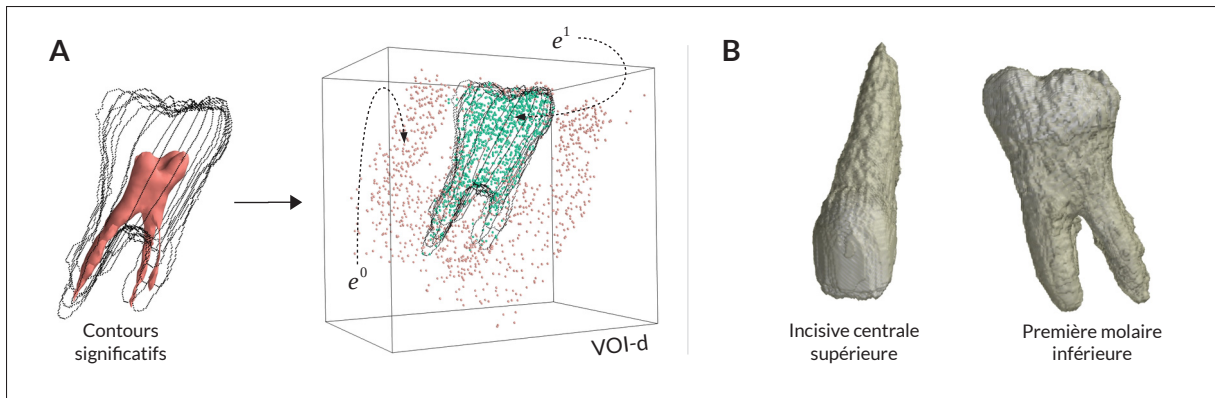 A
Contours
significatifs
e⁰
e¹
VOI-d
B
Incisive centrale
supérieure
Première molaire
inférieure